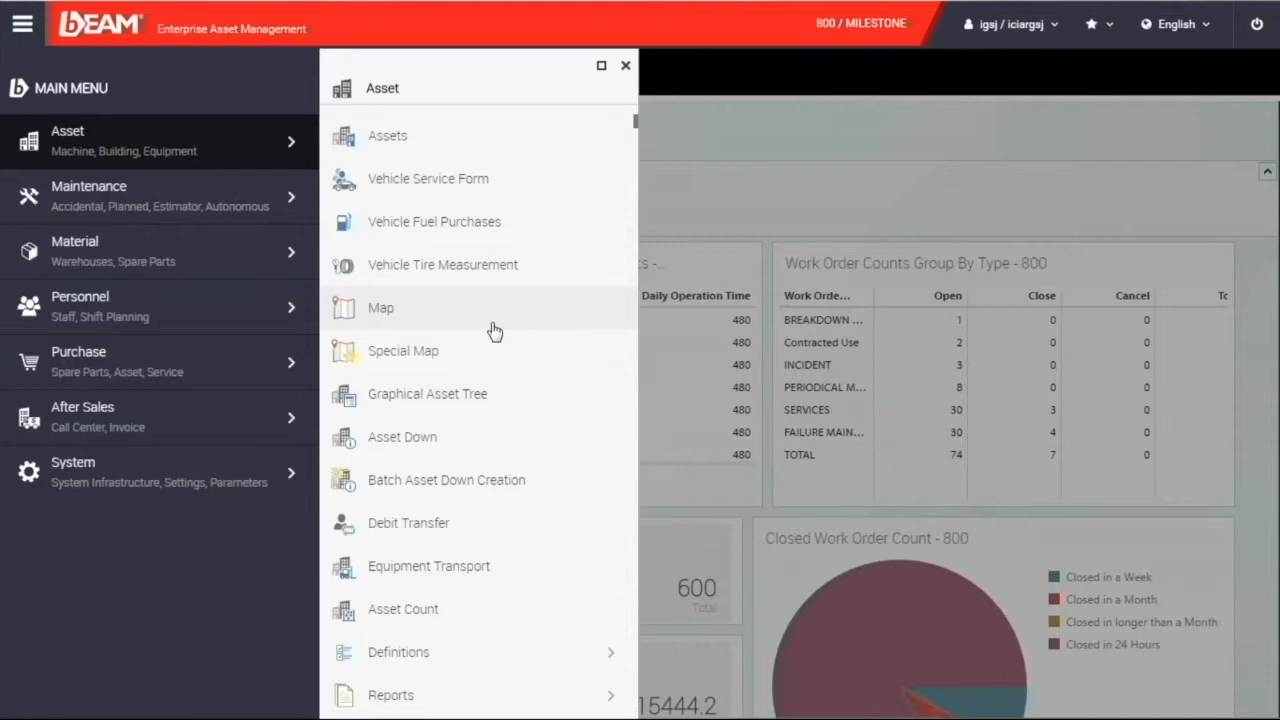 bEAM
Enterprise Asset Management
800 / MILESTONE
igsj / iciargsj
English
MAIN MENU
Asset
Machine, Building, Equipment
Maintenance
Accidental, Planned, Estimator, Autonomous
Material
Warehouses, Spare Parts
Personnel
Staff, Shift Planning
Purchase
Spare Parts, Asset, Service
After Sales
Call Center, Invoice
System
System Infrastructure, Settings, Parameters
Asset
Assets
Vehicle Service Form
Vehicle Fuel Purchases
Vehicle Tire Measurement
Map
Special Map
Graphical Asset Tree
Asset Down
Batch Asset Down Creation
Debit Transfer
Equipment Transport
Asset Count
Definitions
Reports
ts -...
Daily Operation Time
480
480
480
480
480
480
480
Work Order Counts Group By Type - 800
Work Orde... Open Close Cancel Tc
BREAKDOWN ... 1 0 0
Contracted Use 2 0 0
INCIDENT 3 0 0
PERIODICAL M... 8 0 0
SERVICES 30 3 0
FAILURE MAIN... 30 4 0
TOTAL 74 7 0
600
Total
15444.2
Closed Work Order Count - 800
Closed in a Week
Closed in a Month
Closed in longer than a Month
Closed in 24 Hours